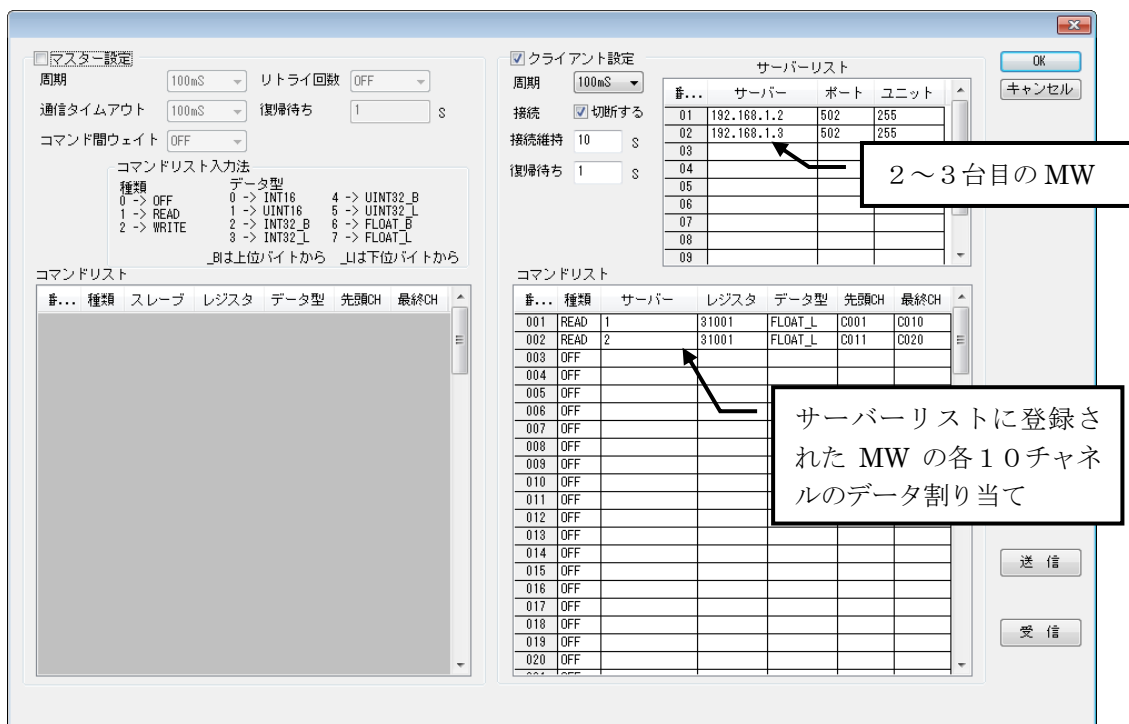 マスター設定
周期 100mS リトライ回数 OFF
通信タイムアウト 100mS 復帰待ち 1 S
コマンド間ウェイト OFF
コマンドリスト入力法
種類 データ型
0 -> OFF 0 -> INT16 4 -> UINT32_B
1 -> READ 1 -> UINT16 5 -> UINT32_L
2 -> WRITE 2 -> INT32_B 6 -> FLOAT_B
3 -> INT32_L 7 -> FLOAT_L
_Bは上位バイトから _Lは下位バイトから
コマンドリスト
番... 種類 スレーブ レジスタ データ型 先頭CH 最終CH
クライアント設定
周期 100mS
接続 切断する
接続維持 10 S
復帰待ち 1 S
サーバーリスト
番... サーバー ポート ユニット
01 192.168.1.2 502 255
02 192.168.1.3 502 255
03
04
05
06
07
08
09
2～3台目の MW
コマンドリスト
番... 種類 サーバー レジスタ データ型 先頭CH 最終CH
001 READ 1 31001 FLOAT_L C001 C010
002 READ 2 31001 FLOAT_L C011 C020
003 OFF
004 OFF
005 OFF
006 OFF
007 OFF
008 OFF
009 OFF
010 OFF
011 OFF
012 OFF
013 OFF
014 OFF
015 OFF
016 OFF
017 OFF
018 OFF
019 OFF
020 OFF
サーバーリストに登録さ
れた MW の各10チャネ
ルのデータ割り当て
OK
キャンセル
送 信
受 信